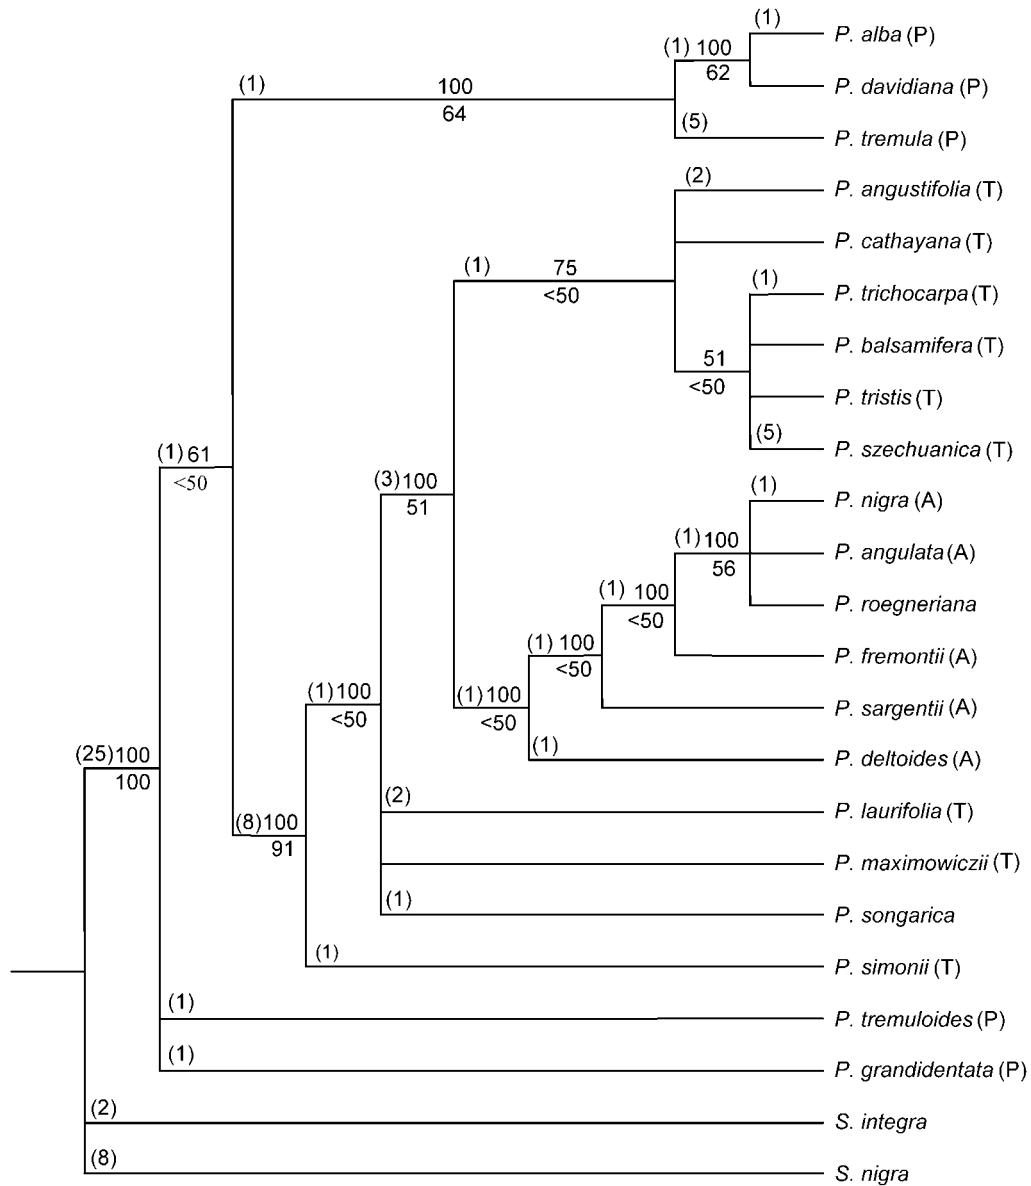 (1)
P. alba (P)
(1) 100
62
P. davidiana (P)
(1) 100
64
(5)
P. tremula (P)
(2)
P. angustifolia (T)
P. cathayana (T)
(1) 75
<50
(1)
P. trichocarpa (T)
P. balsamifera (T)
51
<50
P. tristis (T)
(5)
P. szechuanica (T)
(1) 61
<50
(3)100
51
(1)
P. nigra (A)
(1)100
56
P. angulata (A)
(1) 100
<50
P. roegneriana
(1) 100
<50
P. fremontii (A)
(1)100
<50
(1)100
<50
P. sargentii (A)
(1)
P. deltoides (A)
(25)100
100
(2)
P. laurifolia (T)
(8)100
91
P. maximowiczii (T)
(1)
P. songarica
(1)
P. simonii (T)
(1)
P. tremuloides (P)
(1)
P. grandidentata (P)
(2)
S. integra
(8)
S. nigra